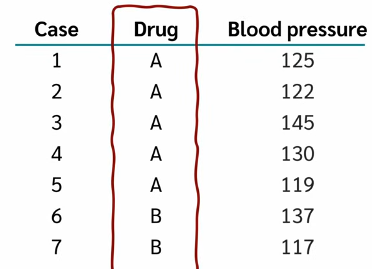 Case Drug Blood pressure
1 A 125
2 A 122
3 A 145
4 A 130
5 A 119
6 B 137
7 B 117